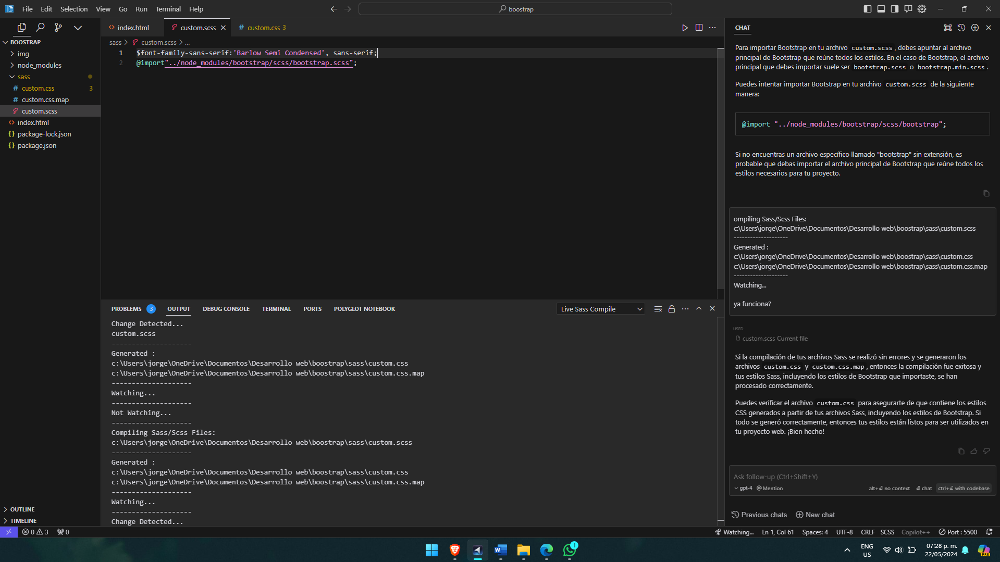 File Edit Selection View Go Run Terminal Help
boostrap
index.html
custom.scss
custom.css 3
BOOSTRAP
img
node_modules
sass
custom.css 3
custom.css.map
custom.scss
index.html
package-lock.json
package.json
OUTLINE
TIMELINE
sass > custom.scss > ...
1 $font-family-sans-serif:'Barlow Semi Condensed', sans-serif;
2 @import"../node_modules/bootstrap/scss/bootstrap.scss";
PROBLEMS 3 OUTPUT DEBUG CONSOLE TERMINAL PORTS POLYGLOT NOTEBOOK
Live Sass Compile
Change Detected...
custom.scss
--------------------
Generated :
c:\Users\jorge\OneDrive\Documentos\Desarrollo web\boostrap\sass\custom.css
c:\Users\jorge\OneDrive\Documentos\Desarrollo web\boostrap\sass\custom.css.map
--------------------
Watching...
--------------------
Not Watching...
--------------------
Compiling Sass/Scss Files:
c:\Users\jorge\OneDrive\Documentos\Desarrollo web\boostrap\sass\custom.scss
--------------------
Generated :
c:\Users\jorge\OneDrive\Documentos\Desarrollo web\boostrap\sass\custom.css
c:\Users\jorge\OneDrive\Documentos\Desarrollo web\boostrap\sass\custom.css.map
--------------------
Watching...
--------------------
Change Detected...
CHAT
Para importar Bootstrap en tu archivo custom.scss, debes apuntar al archivo
principal de Bootstrap que reúne todos los estilos. En el caso de Bootstrap, el archivo
principal que debes importar suele ser bootstrap.scss o bootstrap.min.scss.
Puedes intentar importar Bootstrap en tu archivo custom.scss de la siguiente
manera:
@import "../node_modules/bootstrap/scss/bootstrap";
Si no encuentras un archivo específico llamado "bootstrap" sin extensión, es
probable que debas importar el archivo principal de Bootstrap que reúne todos los
estilos necesarios para tu proyecto.
ompiling Sass/Scss Files:
c:\Users\jorge\OneDrive\Documentos\Desarrollo web\boostrap\sass\custom.scss
--------------------
Generated :
c:\Users\jorge\OneDrive\Documentos\Desarrollo web\boostrap\sass\custom.css
c:\Users\jorge\OneDrive\Documentos\Desarrollo web\boostrap\sass\custom.css.map
--------------------
Watching...
ya funciona?
USED
custom.scss Current file
Si la compilación de tus archivos Sass se realizó sin errores y se generaron los
archivos custom.css y custom.css.map, entonces la compilación fue exitosa y
tus estilos Sass, incluyendo los estilos de Bootstrap que importaste, se han
procesado correctamente.
Puedes verificar el archivo custom.css para asegurarte de que contiene los estilos
CSS generados a partir de tus archivos Sass, incluyendo los estilos de Bootstrap. Si
todo se generó correctamente, entonces tus estilos están listos para ser utilizados en
tu proyecto web. ¡Bien hecho!
Ask follow-up (Ctrl+Shift+Y)
gpt-4 @ Mention alt+⏎ no context ⏎ chat ctrl+⏎ with codebase
Previous chats New chat
0 3 0
Watching... Ln 1, Col 61 Spaces: 4 UTF-8 CRLF SCSS Copilot++ Port : 5500
1
ENG
US
07:28 p. m.
22/05/2024
PRE